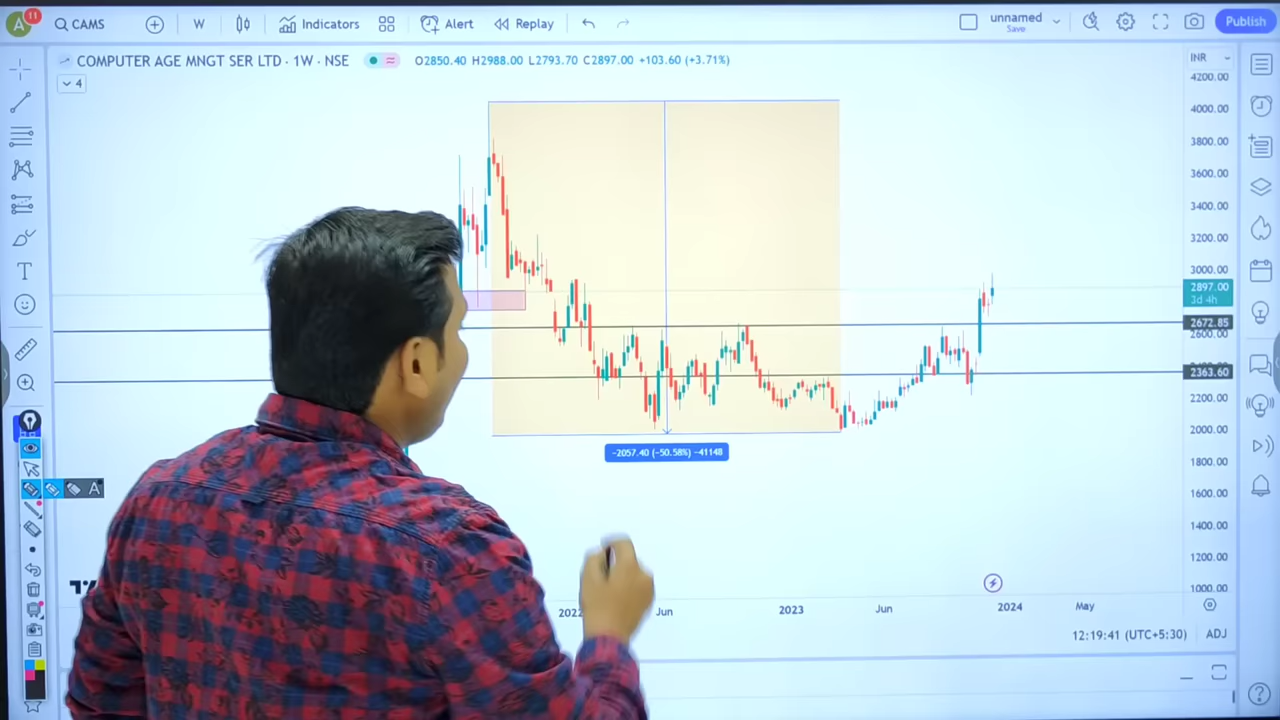 A 11 CAMS W Indicators Alert Replay unnamed Save Publish
COMPUTER AGE MNGT SER LTD · 1W · NSE O2850.40 H2988.00 L2793.70 C2897.00 +103.60 (+3.71%) INR
4
4200.00
4000.00
3800.00
3600.00
3400.00
3200.00
3000.00
2897.00
3d 4h
2672.85
2600.00
2363.60
2200.00
2000.00
-2057.40 (-50.58%) -41148
1800.00
1600.00
1400.00
1200.00
1000.00
2022 Jun 2023 Jun 2024 May
12:19:41 (UTC+5:30) ADJ
T
A